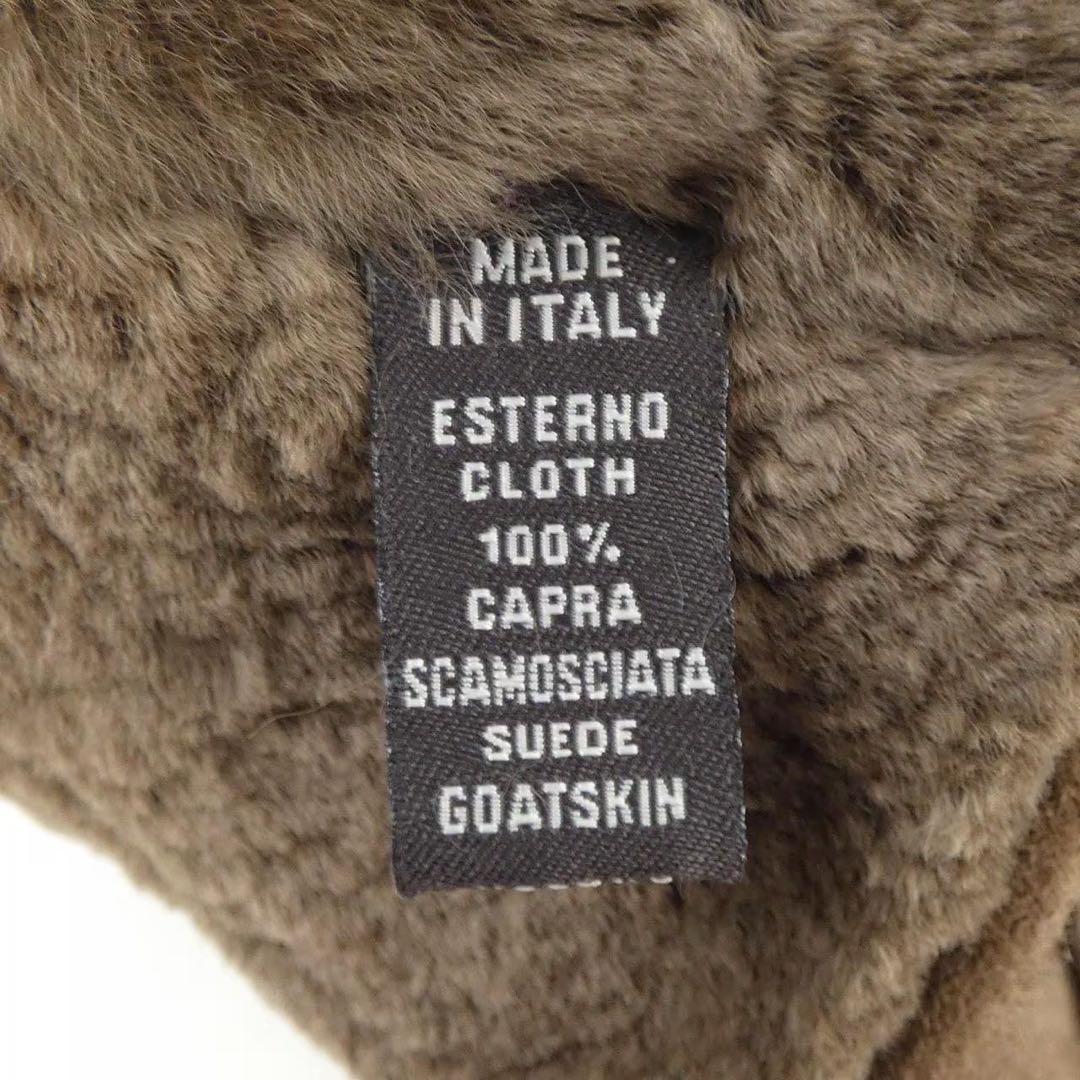 MADE
IN ITALY
ESTERNO
CLOTH
100%
CAPRA
SCAMOSCIATA
SUEDE
GOATSKIN